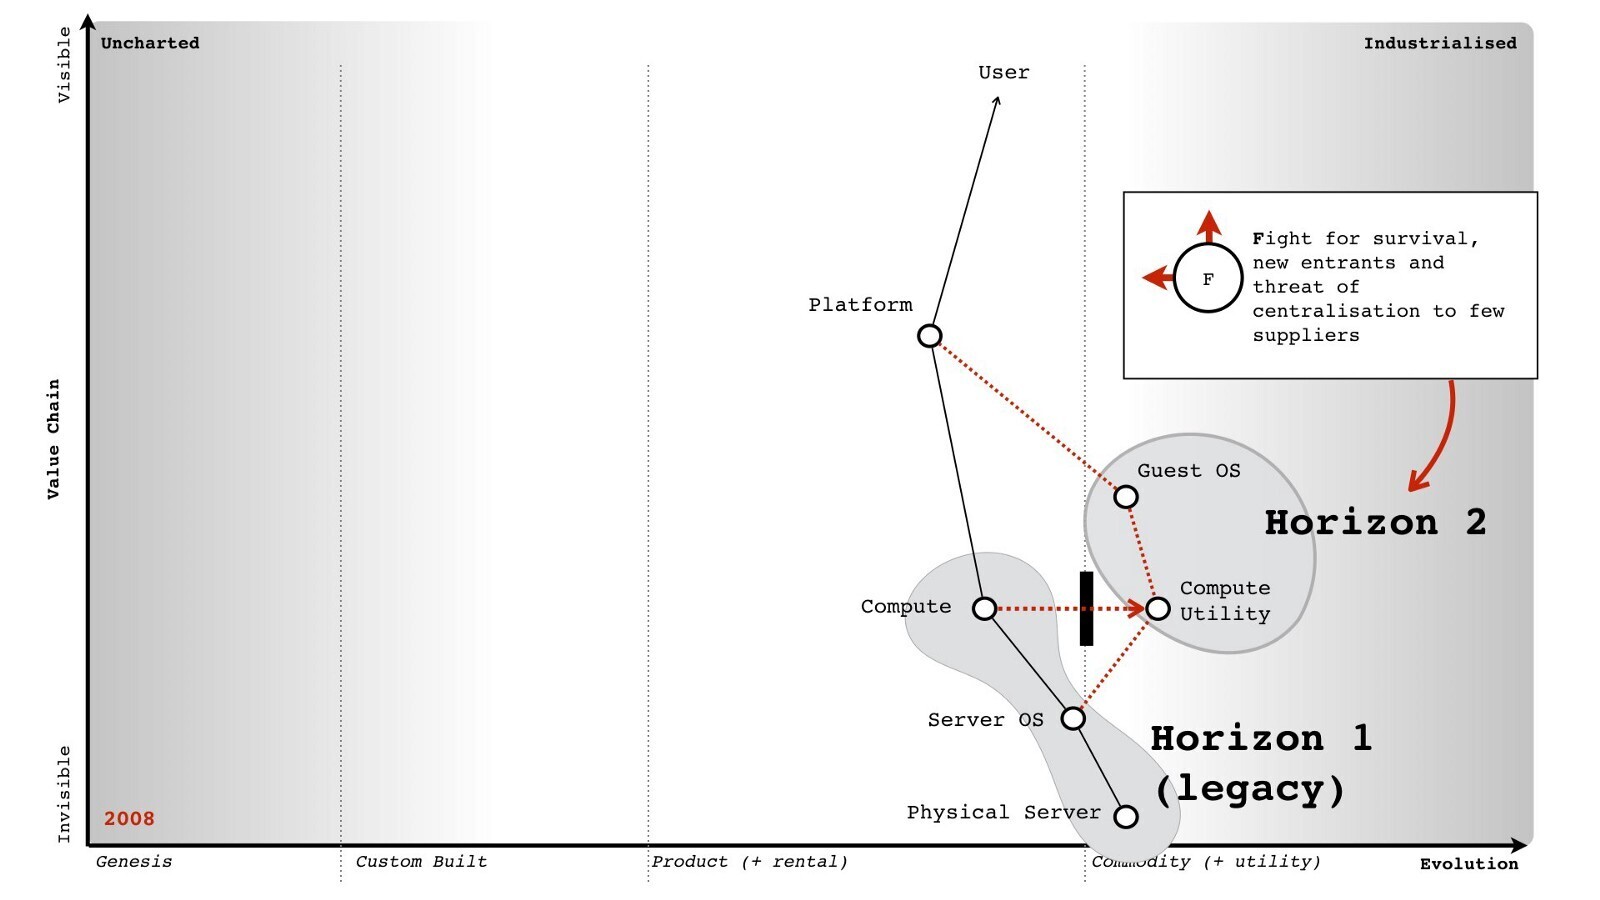 Visible
Uncharted
Industrialised
User
F
Fight for survival,
new entrants and
threat of
centralisation to few
suppliers
Platform
Value Chain
Guest OS
Horizon 2
Compute
Compute
Utility
Server OS
Horizon 1
(legacy)
Physical Server
Invisible
2008
Genesis
Custom Built
Product (+ rental)
Commodity (+ utility)
Evolution